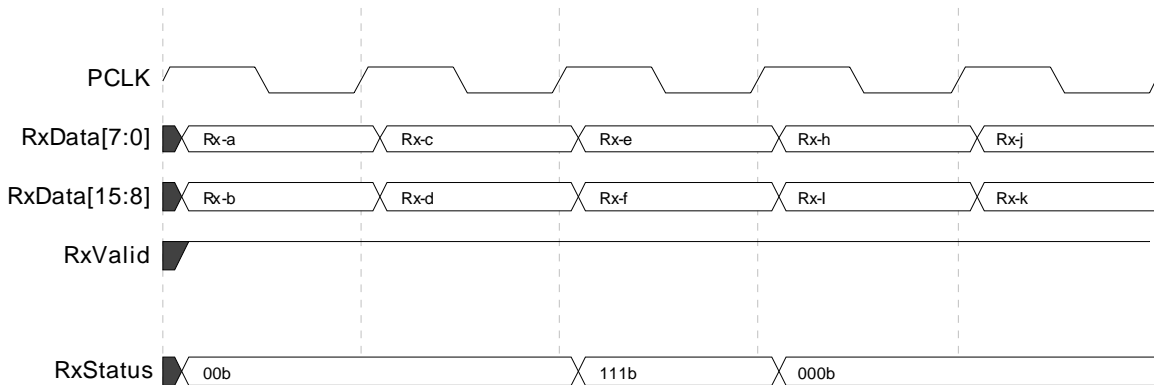 PCLK
RxData[7:0] Rx-a Rx-c Rx-e Rx-h Rx-j
RxData[15:8] Rx-b Rx-d Rx-f Rx-I Rx-k
RxValid
RxStatus 00b 111b 000b